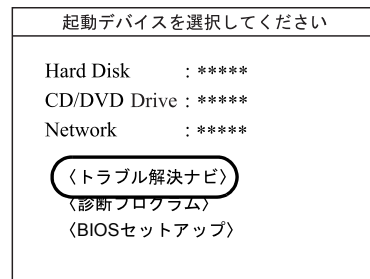 起動デバイスを選択してください
Hard Disk : *****
CD/DVD Drive : *****
Network : *****
〈トラブル解決ナビ〉
〈診断プログラム〉
〈BIOSセットアップ〉